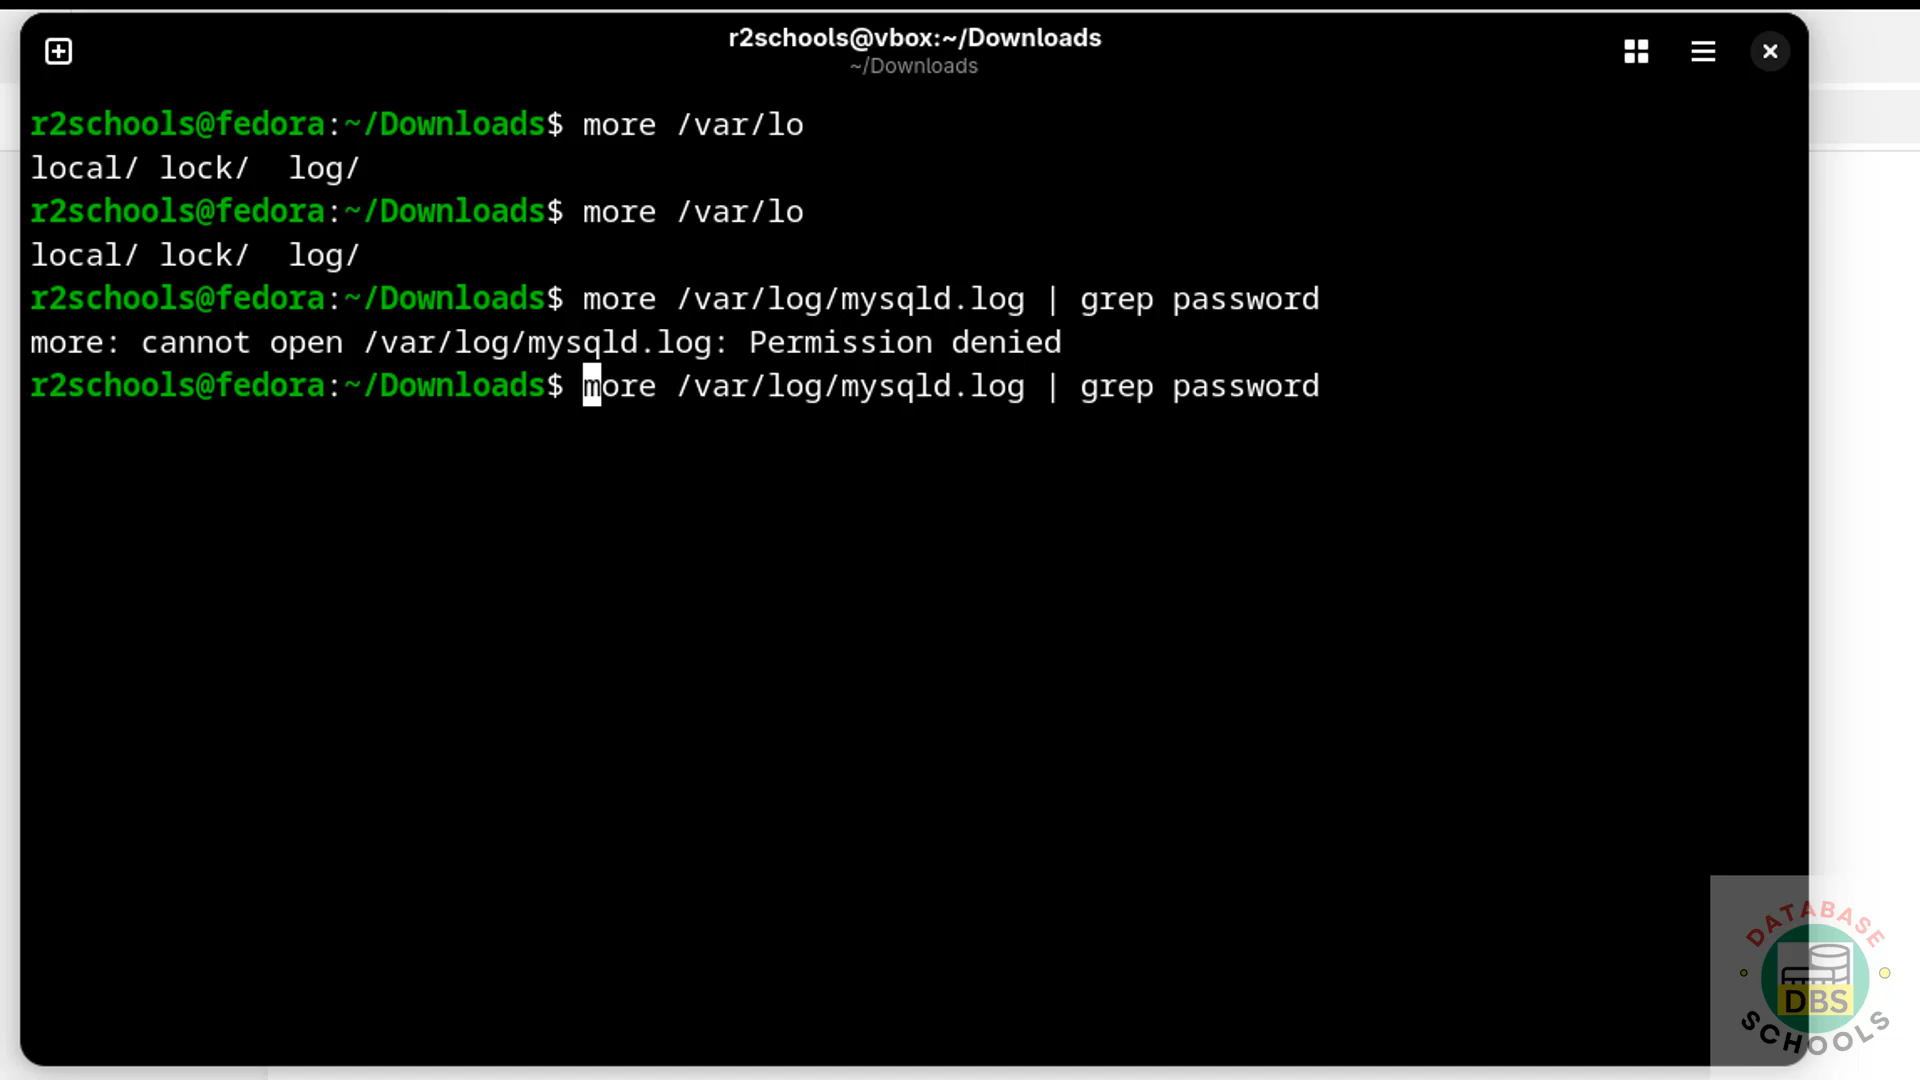 r2schools@vbox:~/Downloads
~/Downloads
r2schools@fedora:~/Downloads$ more /var/lo
local/ lock/  log/
r2schools@fedora:~/Downloads$ more /var/lo
local/ lock/  log/
r2schools@fedora:~/Downloads$ more /var/log/mysqld.log | grep password
more: cannot open /var/log/mysqld.log: Permission denied
r2schools@fedora:~/Downloads$ more /var/log/mysqld.log | grep password
DATABASE
DBS
SCHOOLS